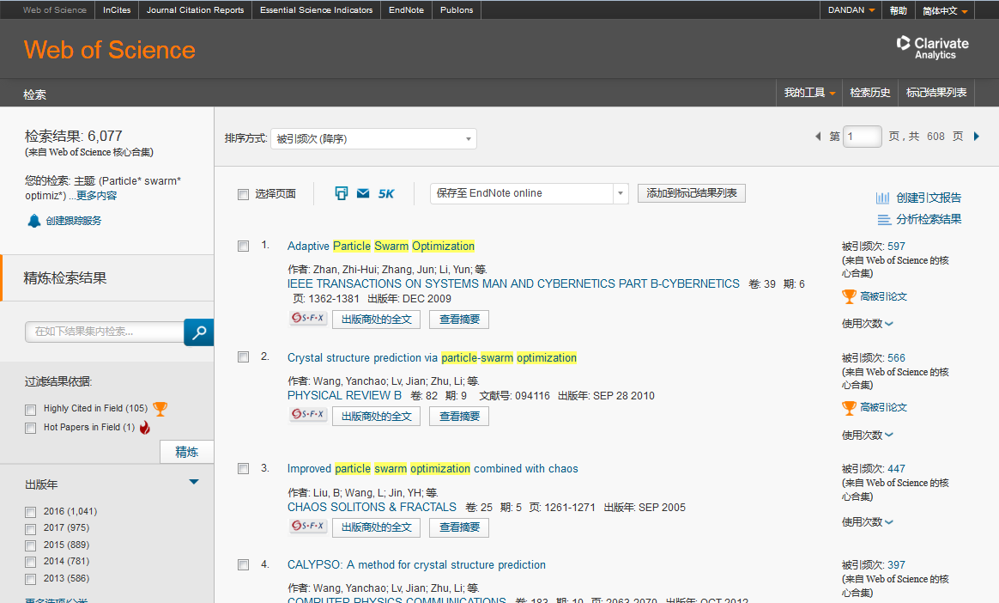 Web of Science InCites Journal Citation Reports Essential Science Indicators EndNote Publons DANDAN 帮助 简体中文
Web of Science
Clarivate
Analytics
检索 我的工具 检索历史 标记结果列表
检索结果: 6,077
(来自 Web of Science 核心合集)
您的检索: 主题: (Particle* swarm*
optimiz*) ...更多内容
创建跟踪服务
精炼检索结果
在如下结果集内检索...
过滤结果依据:
Highly Cited in Field (105)
Hot Papers in Field (1)
精炼
出版年
2016 (1,041)
2017 (975)
2015 (889)
2014 (781)
2013 (586)
更多选项/分类
排序方式: 被引频次 (降序) 第 1 页 , 共 608 页
选择页面 5K 保存至 EndNote online 添加到标记结果列表
创建引文报告
分析检索结果
1. Adaptive Particle Swarm Optimization
作者: Zhan, Zhi-Hui; Zhang, Jun; Li, Yun; 等.
IEEE TRANSACTIONS ON SYSTEMS MAN AND CYBERNETICS PART B-CYBERNETICS 卷: 39 期: 6
页: 1362-1381 出版年: DEC 2009
S·F·X 出版商处的全文 查看摘要
被引频次: 597
(来自 Web of Science 的核
心合集)
高被引论文
使用次数
2. Crystal structure prediction via particle-swarm optimization
作者: Wang, Yanchao; Lv, Jian; Zhu, Li; 等.
PHYSICAL REVIEW B 卷: 82 期: 9 文献号: 094116 出版年: SEP 28 2010
S·F·X 出版商处的全文 查看摘要
被引频次: 566
(来自 Web of Science 的核
心合集)
高被引论文
使用次数
3. Improved particle swarm optimization combined with chaos
作者: Liu, B; Wang, L; Jin, YH; 等.
CHAOS SOLITONS & FRACTALS 卷: 25 期: 5 页: 1261-1271 出版年: SEP 2005
S·F·X 出版商处的全文 查看摘要
被引频次: 447
(来自 Web of Science 的核
心合集)
使用次数
4. CALYPSO: A method for crystal structure prediction
作者: Wang, Yanchao; Lv, Jian; Zhu, Li; 等.
COMPUTER PHYSICS COMMUNICATIONS 卷: 183 期: 10 页: 2063-2070 出版年: OCT 2012
被引频次: 397
(来自 Web of Science 的核
心合集)